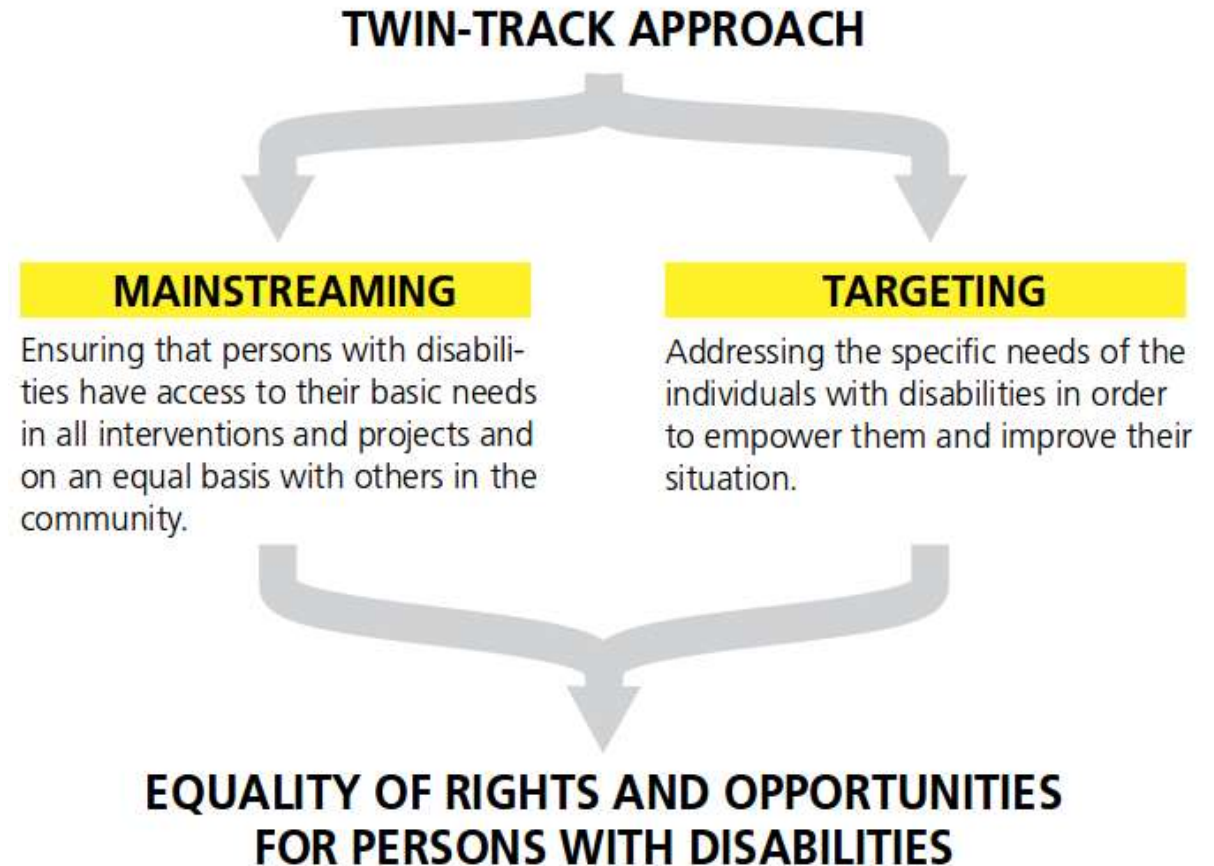 TWIN-TRACK APPROACH
MAINSTREAMING
Ensuring that persons with disabili-
ties have access to their basic needs
in all interventions and projects and
on an equal basis with others in the
community.
TARGETING
Addressing the specific needs of the
individuals with disabilities in order
to empower them and improve their
situation.
EQUALITY OF RIGHTS AND OPPORTUNITIES
FOR PERSONS WITH DISABILITIES